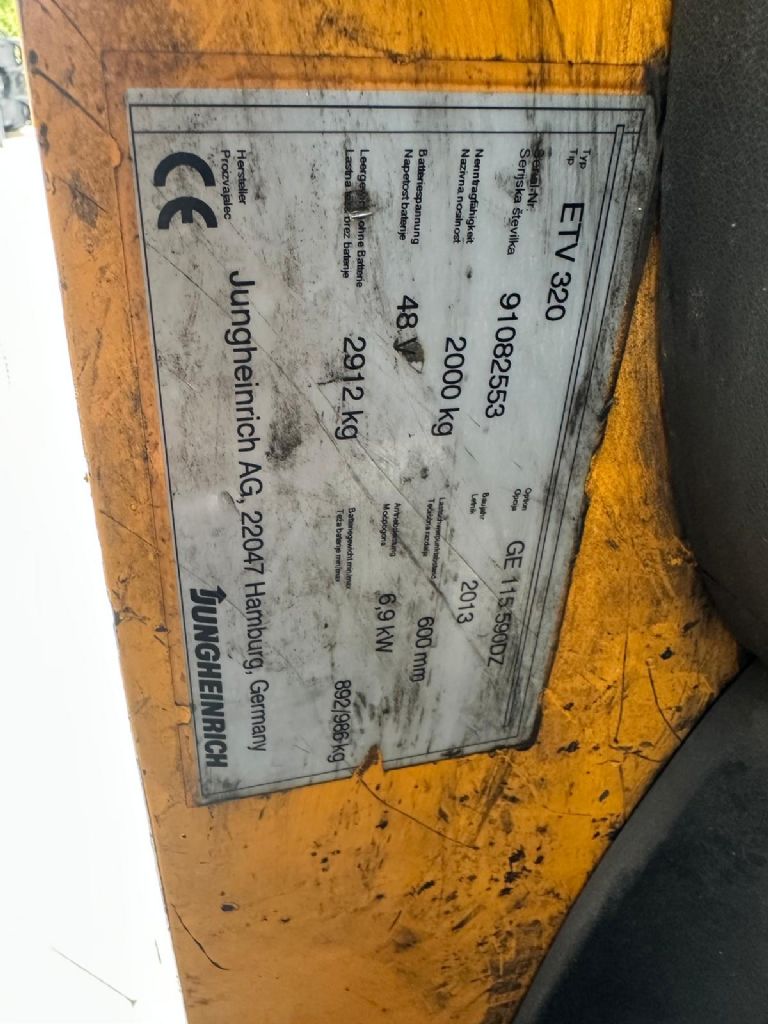 Typ
Tip
ETV 320
Option
Opcija
GE 115 590DZ
Serial-Nr.
Serijska številka
91082553
Baujahr
Letnik
2013
Nenntragfähigkeit
Nazivna nosilnost
2000 kg
Lastschwerpunktabstand
Težiščna razdalja
600 mm
Batteriespannung
Napetost baterije
48 V
Antriebsleistung
Moč pogona
6,9 kW
Leergewicht ohne Batterie
Lastna teža brez baterije
2912 kg
Batteriegewicht min/max
Teža baterije min/max
892/986 kg
Hersteller
Proizvajalec
Jungheinrich AG, 22047 Hamburg, Germany
CE
JUNGHEINRICH